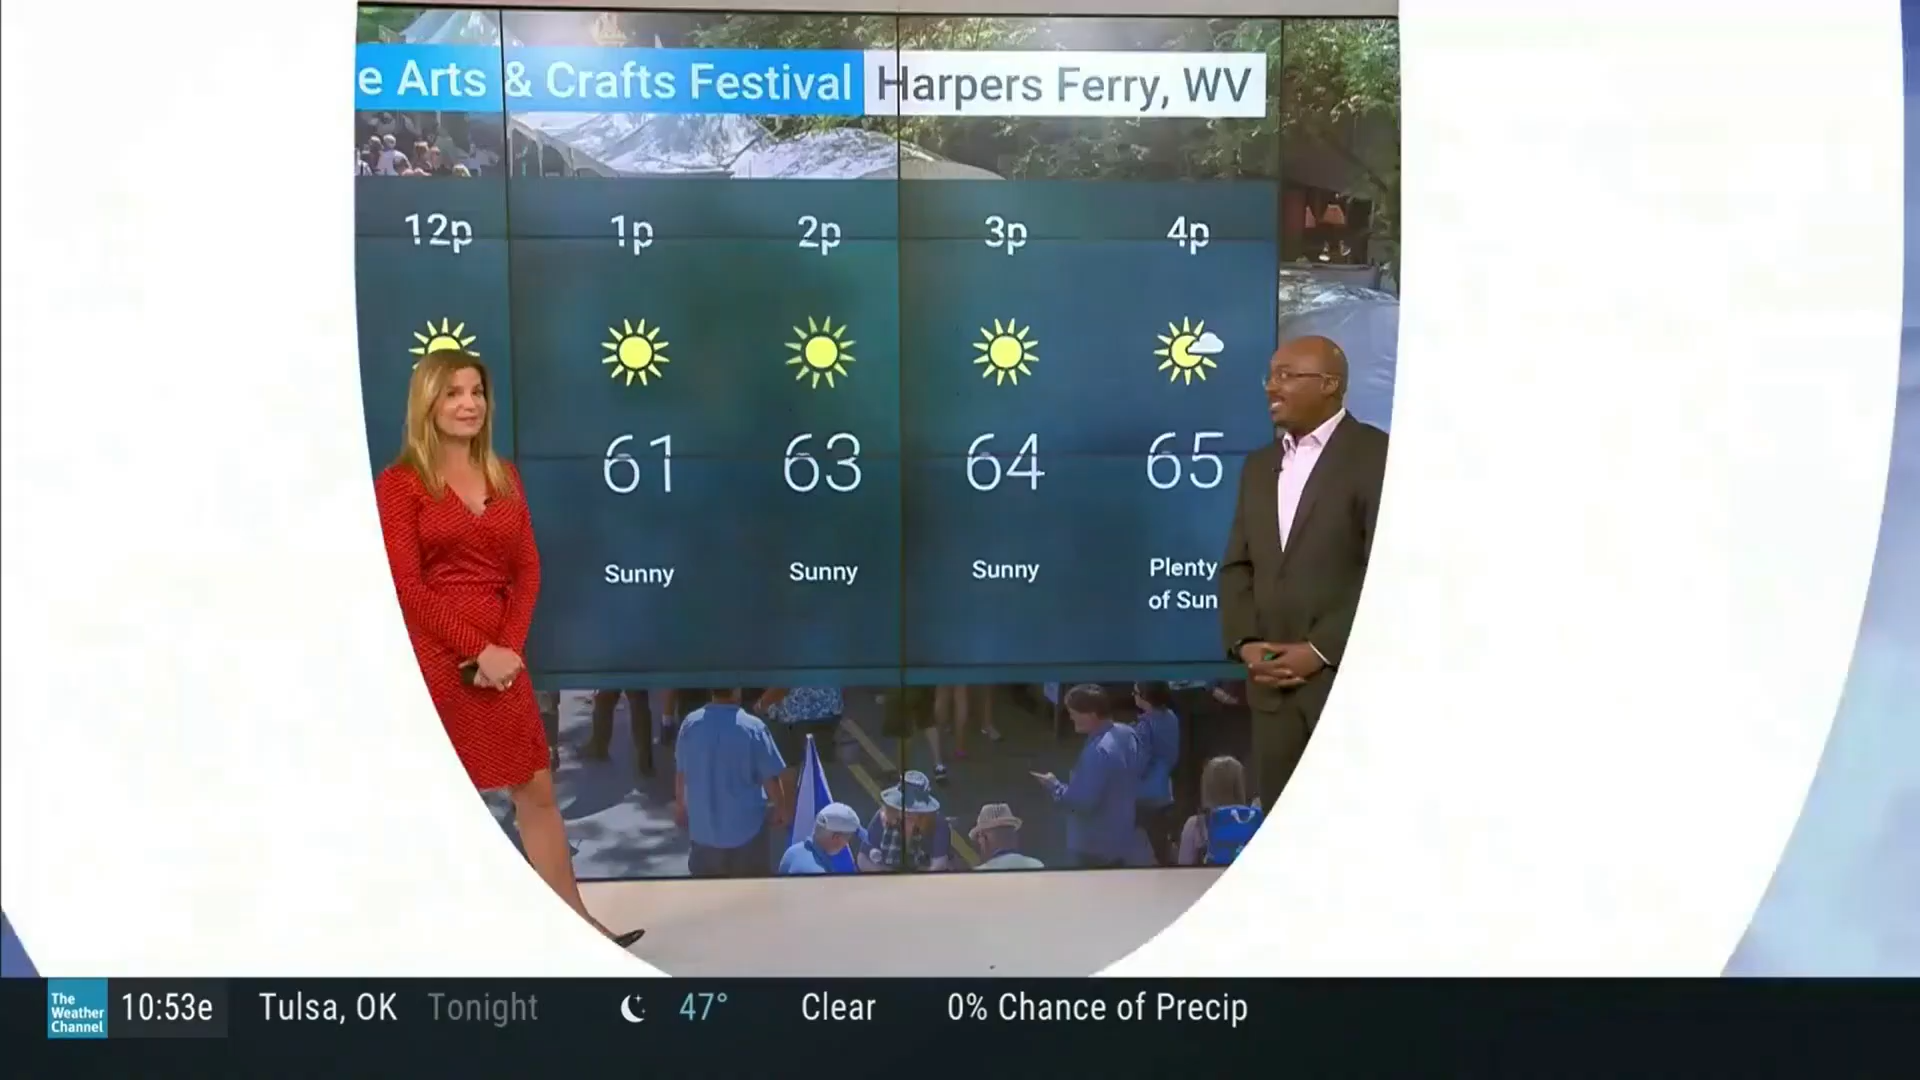 e Arts & Crafts Festival Harpers Ferry, WV
12p 1p 2p 3p 4p
61 63 64 65
Sunny Sunny Sunny Plenty
of Sun
The
Weather
Channel
10:53e Tulsa, OK Tonight 47° Clear 0% Chance of Precip